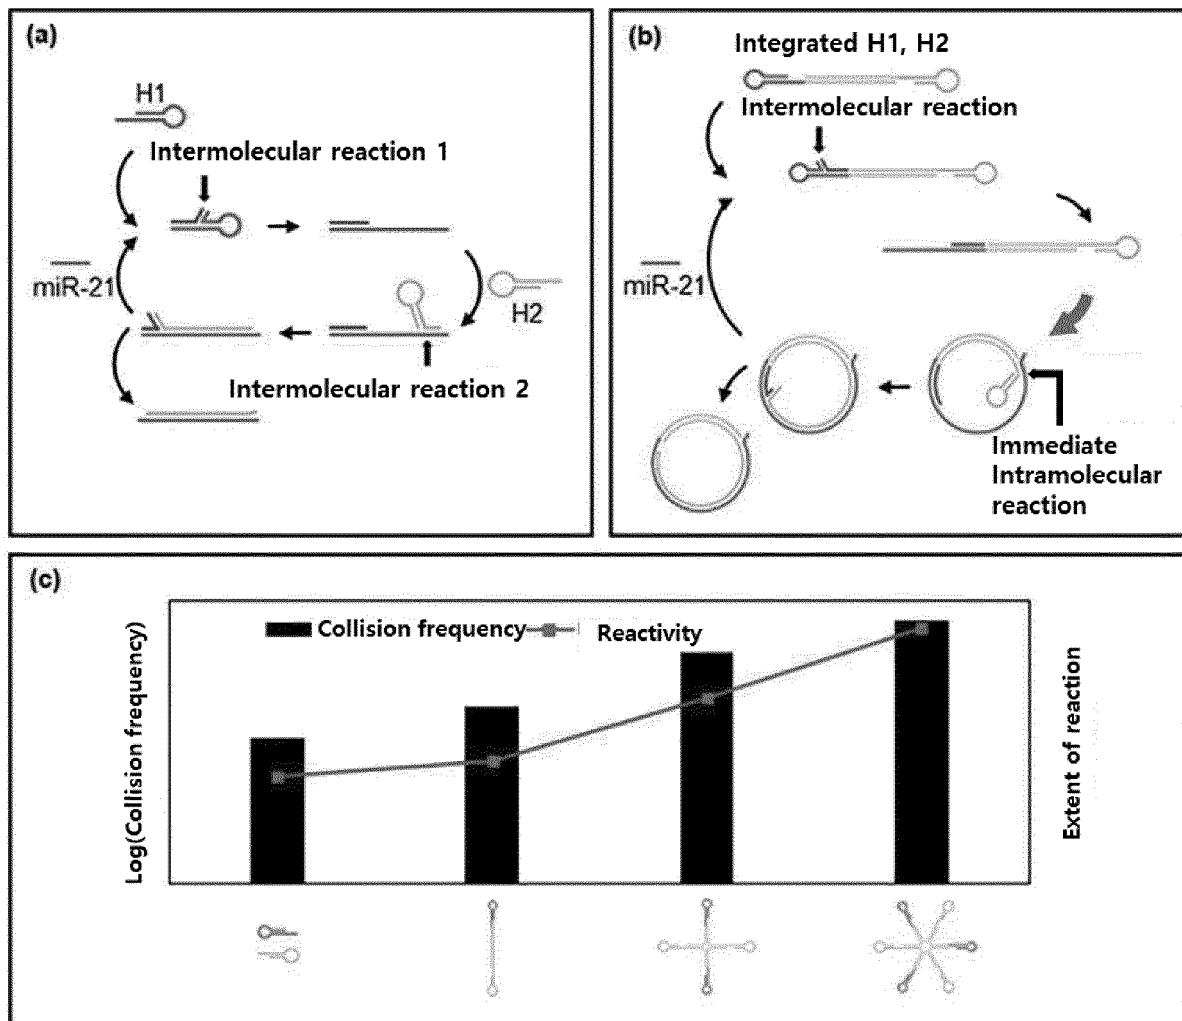 (a)
H1
Intermolecular reaction 1
miR-21
H2
Intermolecular reaction 2
(b)
Integrated H1, H2
Intermolecular reaction
miR-21
Immediate
Intramolecular
reaction
(c)
Collision frequency
Reactivity
Log(Collision frequency)
Extent of reaction